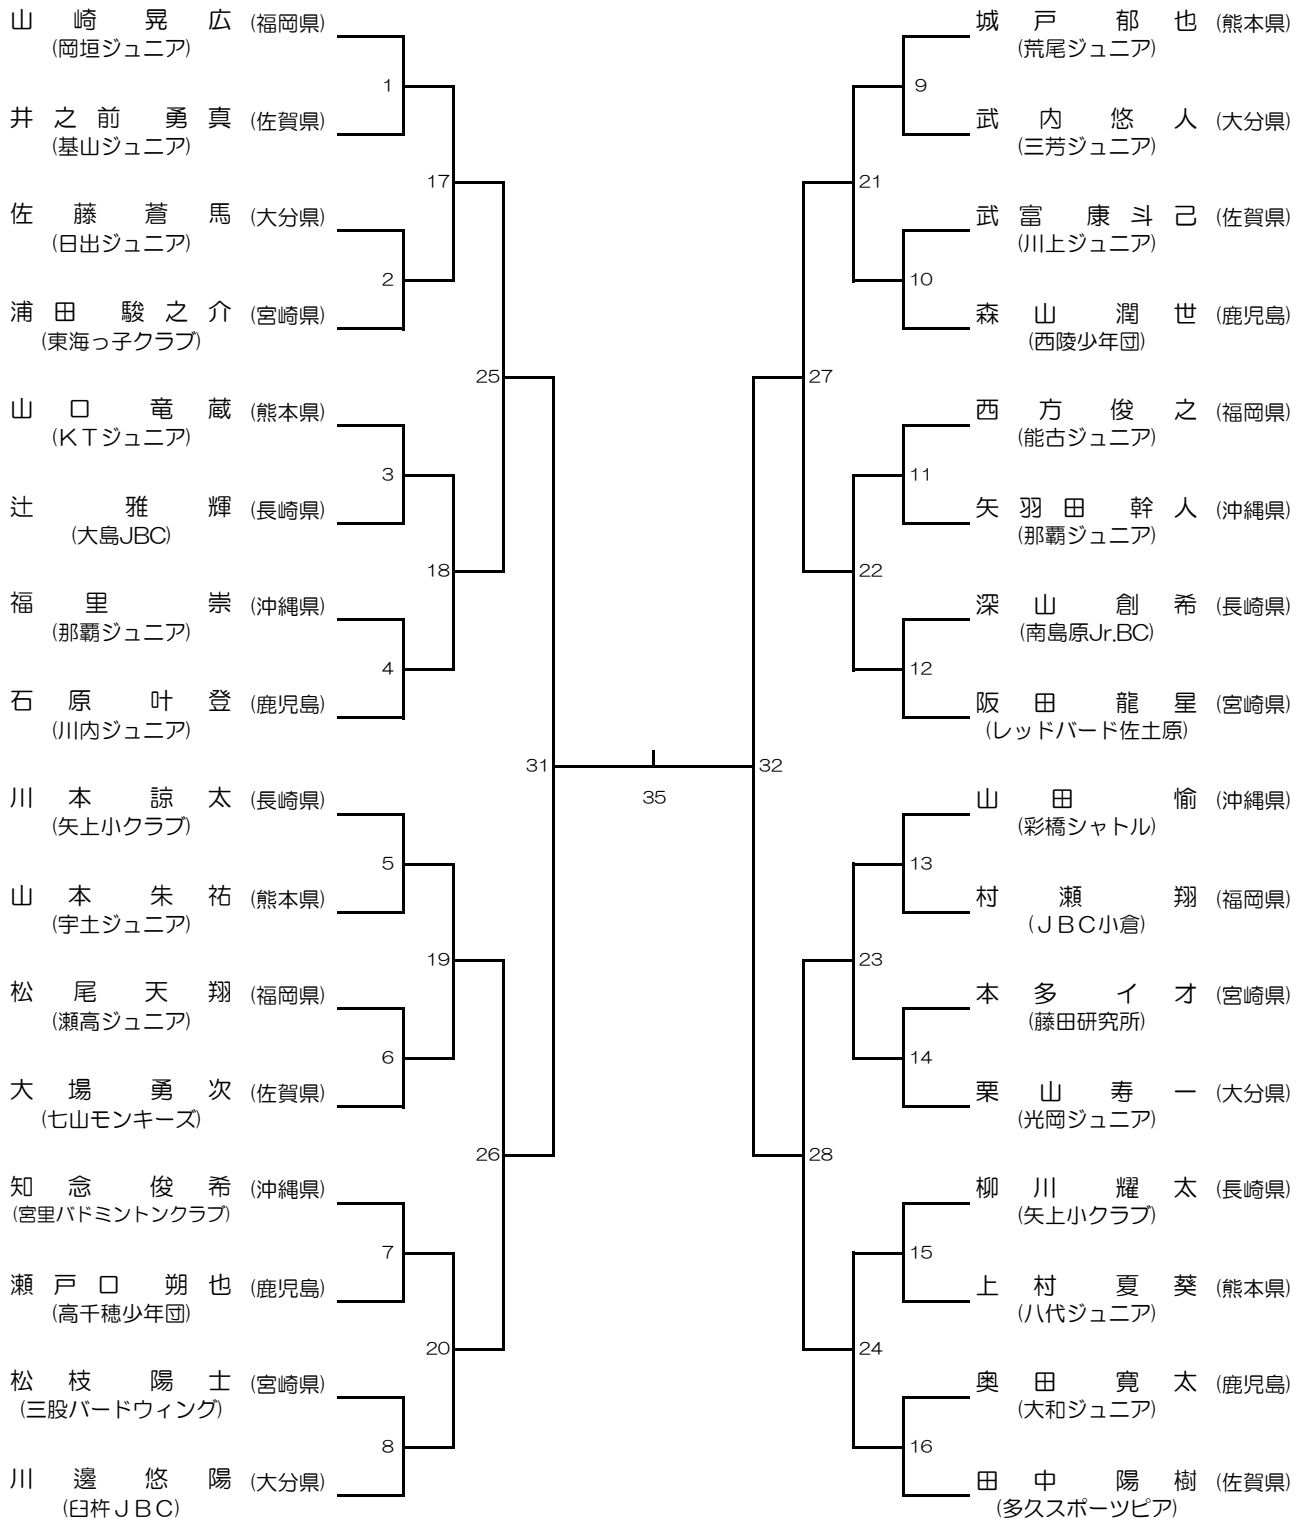 山崎晃広 (福岡県)
(岡垣ジュニア)
1
井之前勇真 (佐賀県)
(基山ジュニア)
17
佐藤蒼馬 (大分県)
(日出ジュニア)
2
浦田駿之介 (宮崎県)
(東海っ子クラブ)
25
山口竜蔵 (熊本県)
(KTジュニア)
3
辻雅輝 (長崎県)
(大島JBC)
18
福里崇 (沖縄県)
(那覇ジュニア)
4
石原叶登 (鹿児島)
(川内ジュニア)
31
川本諒太 (長崎県)
(矢上小クラブ)
5
山本朱祐 (熊本県)
(宇土ジュニア)
19
松尾天翔 (福岡県)
(瀬高ジュニア)
6
大場勇次 (佐賀県)
(七山モンキーズ)
26
知念俊希 (沖縄県)
(宮里バドミントンクラブ)
7
瀬戸口朔也 (鹿児島)
(高千穂少年団)
20
松枝陽士 (宮崎県)
(三股バードウィング)
8
川邊悠陽 (大分県)
(臼杵JBC)
35
城戸郁也 (熊本県)
(荒尾ジュニア)
9
武内悠人 (大分県)
(三芳ジュニア)
21
武富康斗己 (佐賀県)
(川上ジュニア)
10
森山潤世 (鹿児島)
(西陵少年団)
27
西方俊之 (福岡県)
(能古ジュニア)
11
矢羽田幹人 (沖縄県)
(那覇ジュニア)
22
深山創希 (長崎県)
(南島原Jr.BC)
12
阪田龍星 (宮崎県)
(レッドバード佐土原)
32
山田愉 (沖縄県)
(彩橋シャトル)
13
村瀬翔 (福岡県)
(JBC小倉)
23
本多イオ (宮崎県)
(藤田研究所)
14
栗山寿一 (大分県)
(光岡ジュニア)
28
柳川耀太 (長崎県)
(矢上小クラブ)
15
上村夏葵 (熊本県)
(八代ジュニア)
24
奥田寛太 (鹿児島)
(大和ジュニア)
16
田中陽樹 (佐賀県)
(多久スポーツピア)